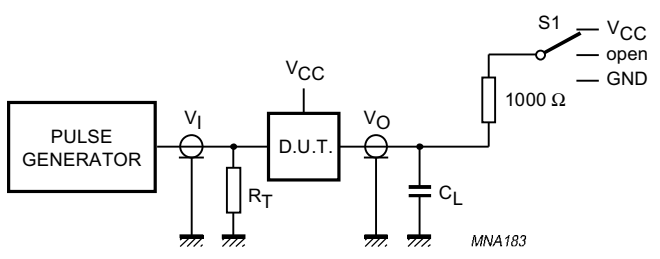 S1
VCC
open
GND
VCC
1000 Ω
VI
VO
PULSE
GENERATOR
D.U.T.
RT
CL
MNA183